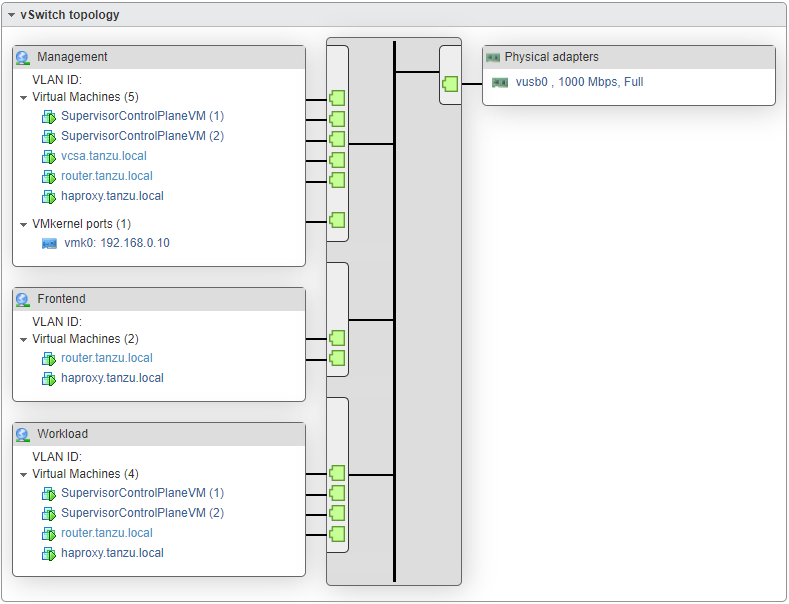 vSwitch topology
Management
VLAN ID:
Virtual Machines (5)
SupervisorControlPlaneVM (1)
SupervisorControlPlaneVM (2)
vcsa.tanzu.local
router.tanzu.local
haproxy.tanzu.local
VMkernel ports (1)
vmk0: 192.168.0.10
Physical adapters
vusb0 , 1000 Mbps, Full
Frontend
VLAN ID:
Virtual Machines (2)
router.tanzu.local
haproxy.tanzu.local
Workload
VLAN ID:
Virtual Machines (4)
SupervisorControlPlaneVM (1)
SupervisorControlPlaneVM (2)
router.tanzu.local
haproxy.tanzu.local